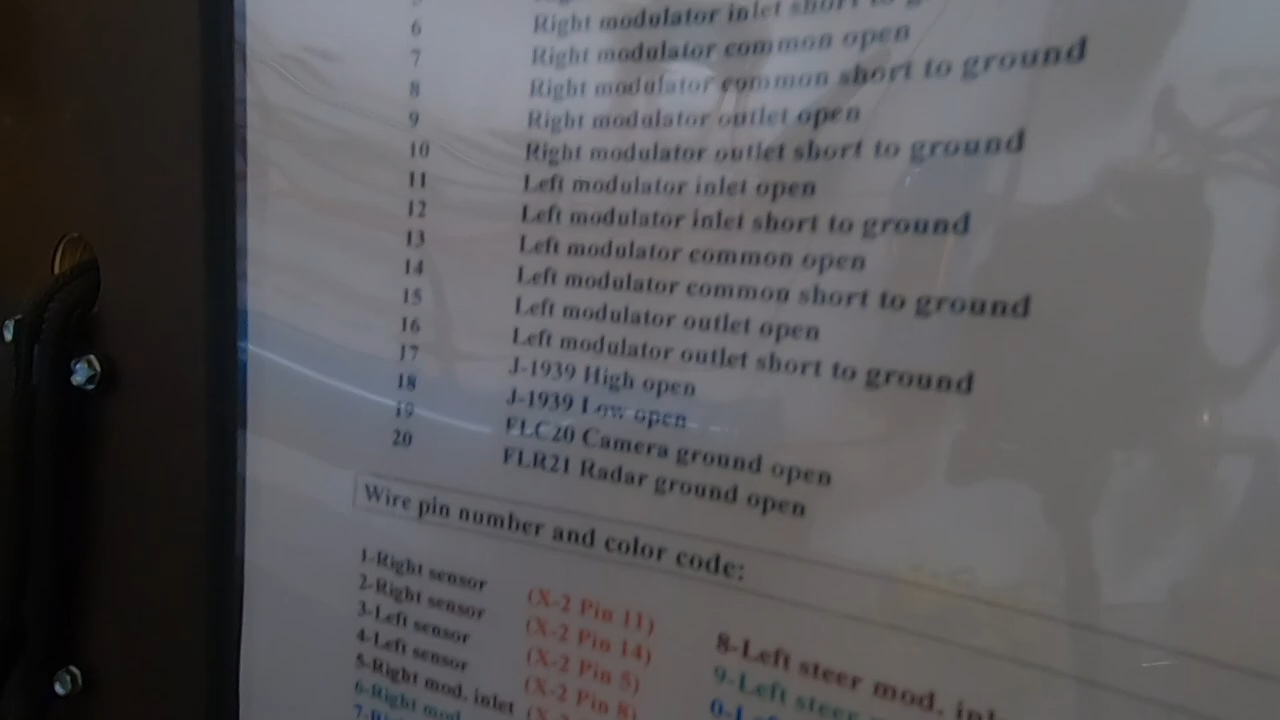 6 Right modulator inlet short to
7 Right modulator common open
8 Right modulator common short to ground
9 Right modulator outlet open
10 Right modulator outlet short to ground
11 Left modulator inlet open
12 Left modulator inlet short to ground
13 Left modulator common open
14 Left modulator common short to ground
15 Left modulator outlet open
16 Left modulator outlet short to ground
17 J-1939 High open
18 J-1939 Low open
19 FLC20 Camera ground open
20 FLR21 Radar ground open
Wire pin number and color code:
1-Right sensor (X-2 Pin 11)
2-Right sensor (X-2 Pin 14)
3-Left sensor (X-2 Pin 5)
4-Left sensor (X-2 Pin 8)
5-Right mod. inlet (X-2
6-Right mod.
8-Left steer mod.
9-Left steer